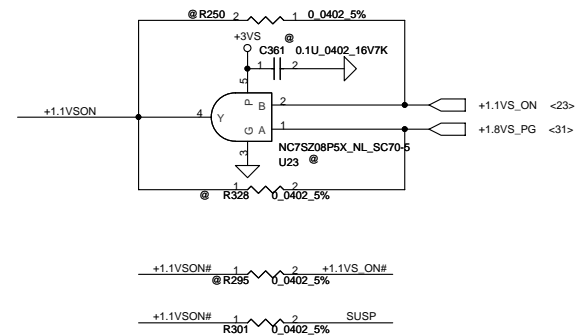 @ R250 2 1 0_0402_5%
+3VS @
C361 0.1U_0402_16V7K
1 2
5
P B 2 +1.1VS_ON <23>
+1.1VSON 4 Y
G A 1 +1.8VS_PG <31>
3
NC7SZ08P5X_NL_SC70-5
U23 @
1 2
@ R328 0_0402_5%
+1.1VSON# 1 2 +1.1VS_ON#
@ R295 0_0402_5%
+1.1VSON# 1 2 SUSP
R301 0_0402_5%